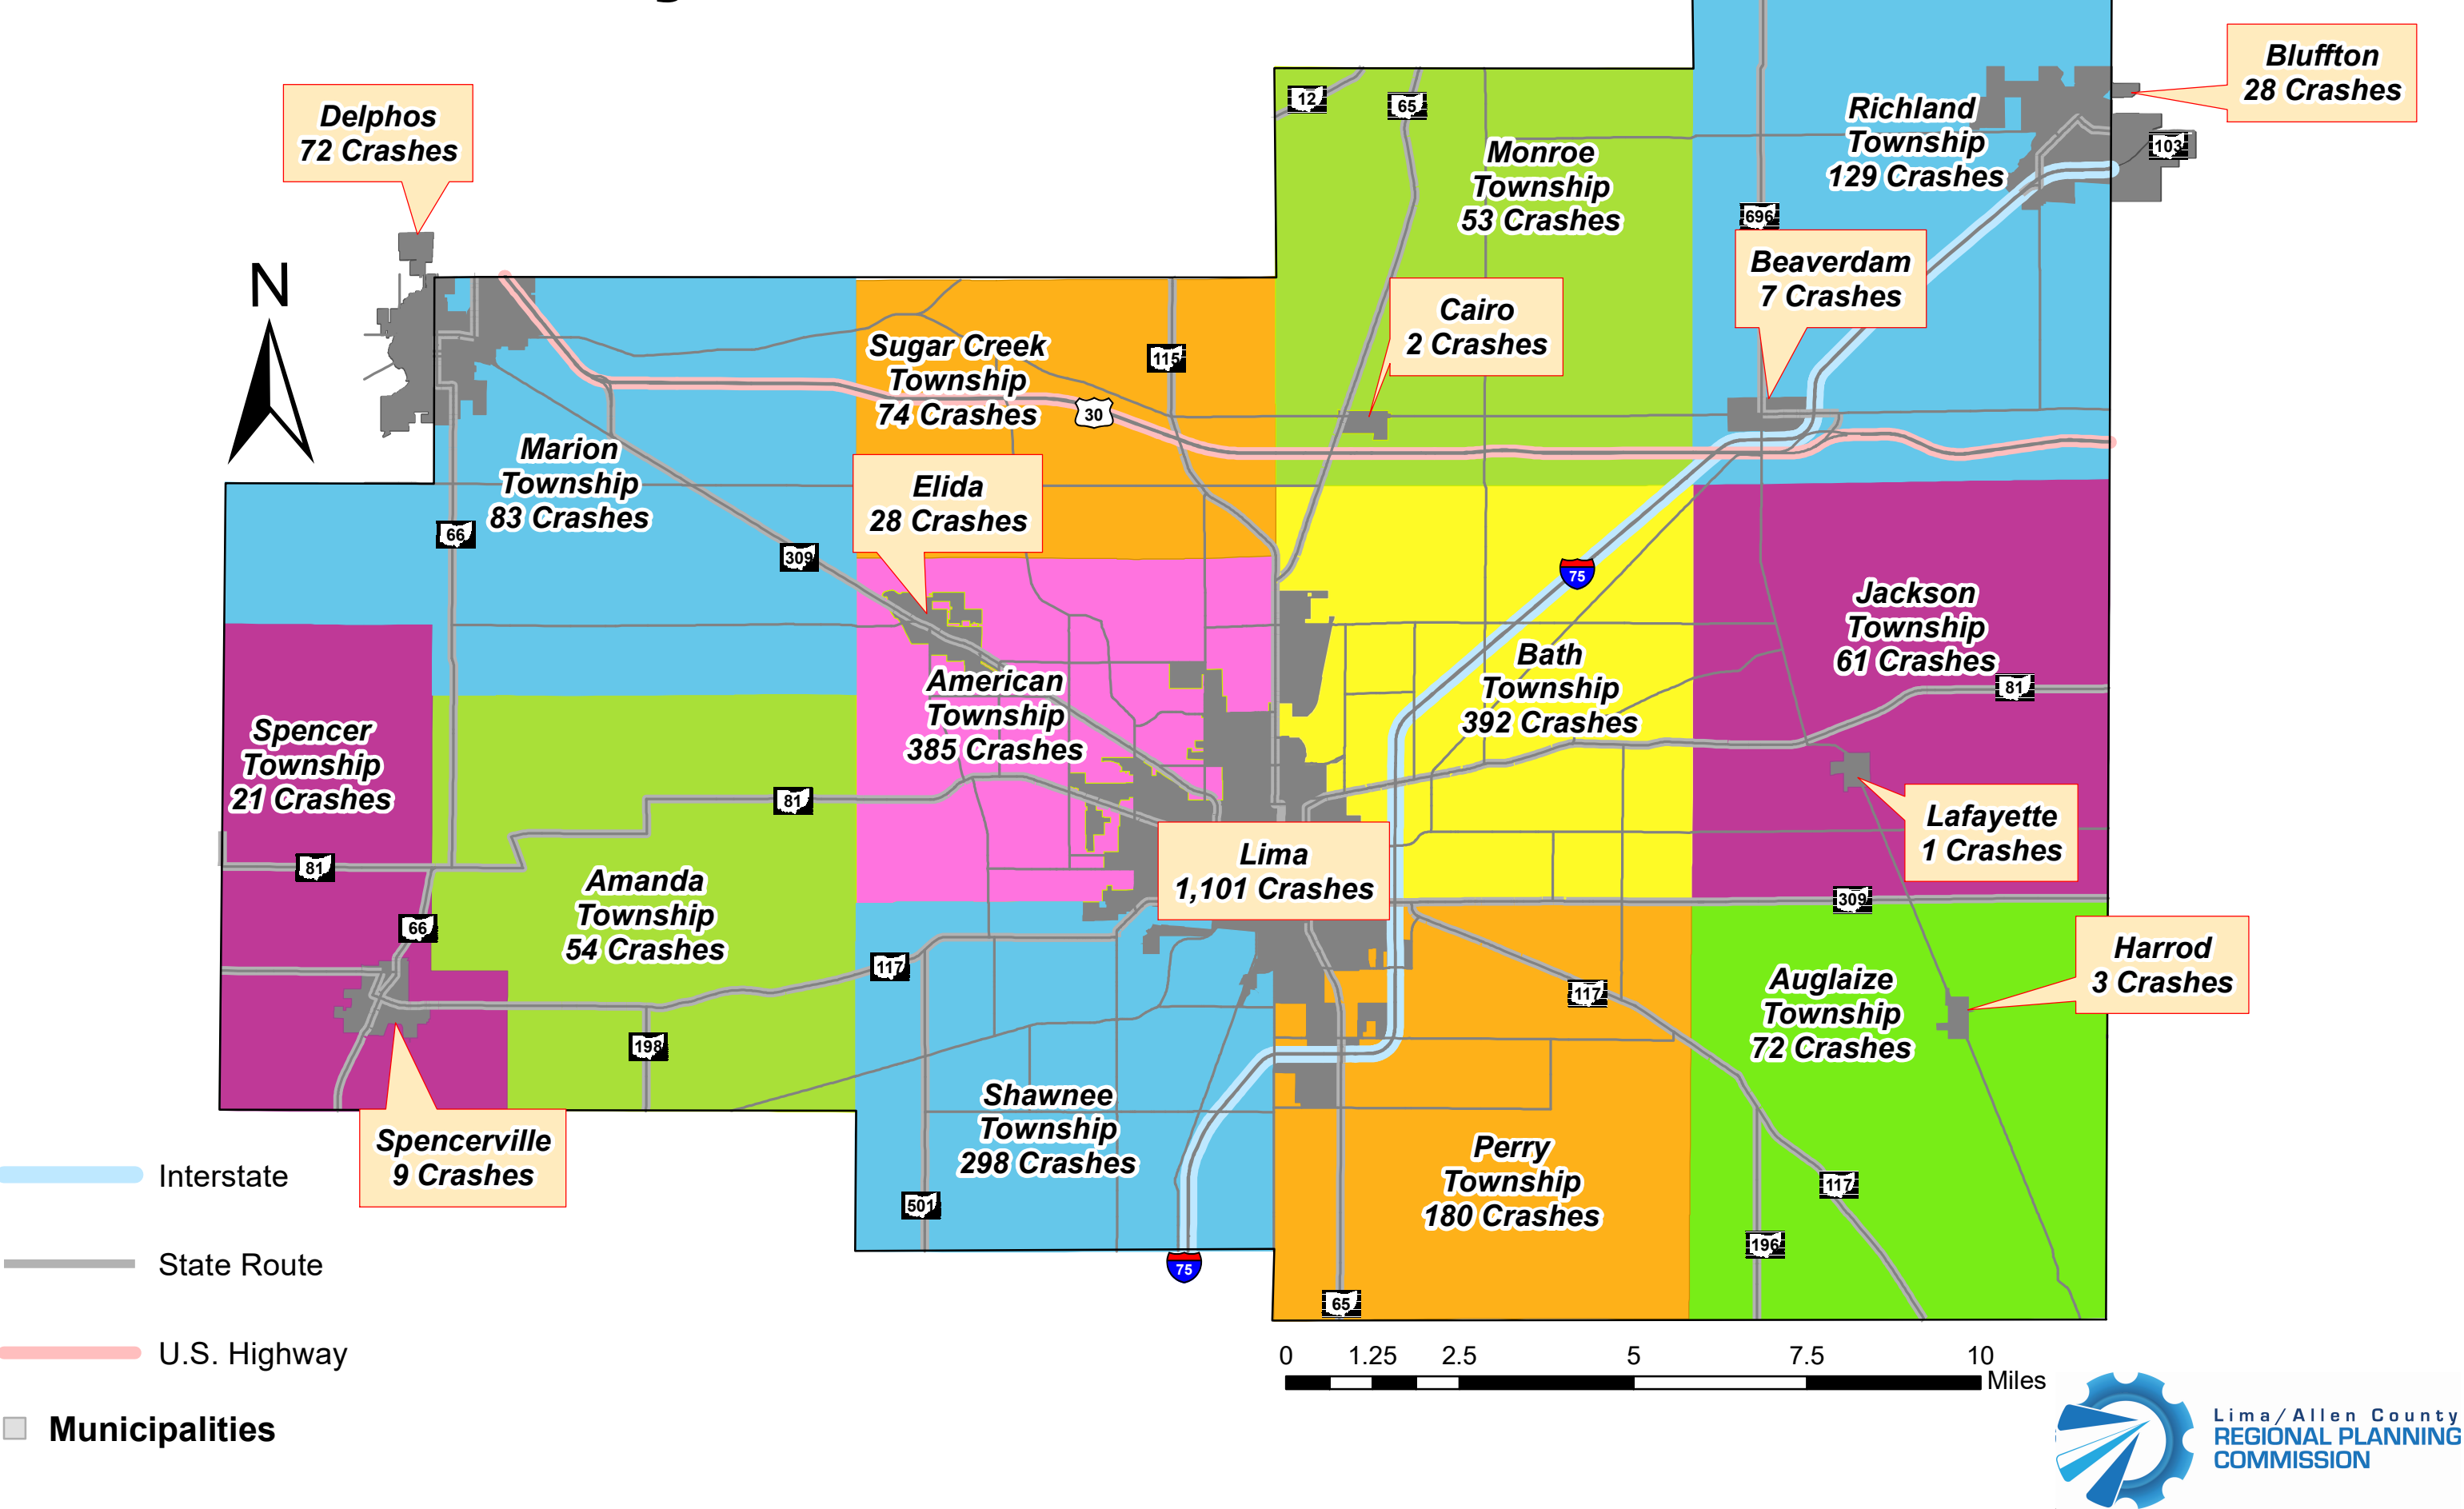 Bluffton
28 Crashes
Delphos
72 Crashes
12
65
Richland
Township
129 Crashes
103
Monroe
Township
53 Crashes
696
N
Beaverdam
7 Crashes
Cairo
2 Crashes
Sugar Creek
Township
74 Crashes
115
30
Marion
Township
83 Crashes
Elida
28 Crashes
66
309
75
Jackson
Township
61 Crashes
81
Bath
Township
392 Crashes
American
Township
385 Crashes
Spencer
Township
21 Crashes
81
81
Lafayette
1 Crashes
Lima
1,101 Crashes
Amanda
Township
54 Crashes
309
66
117
117
Harrod
3 Crashes
Auglaize
Township
72 Crashes
198
Shawnee
Township
298 Crashes
Spencerville
9 Crashes
Perry
Township
180 Crashes
117
501
196
75
65
Interstate
State Route
U.S. Highway
Municipalities
0 1.25 2.5 5 7.5 10
Miles
Lima/Allen County
REGIONAL PLANNING
COMMISSION